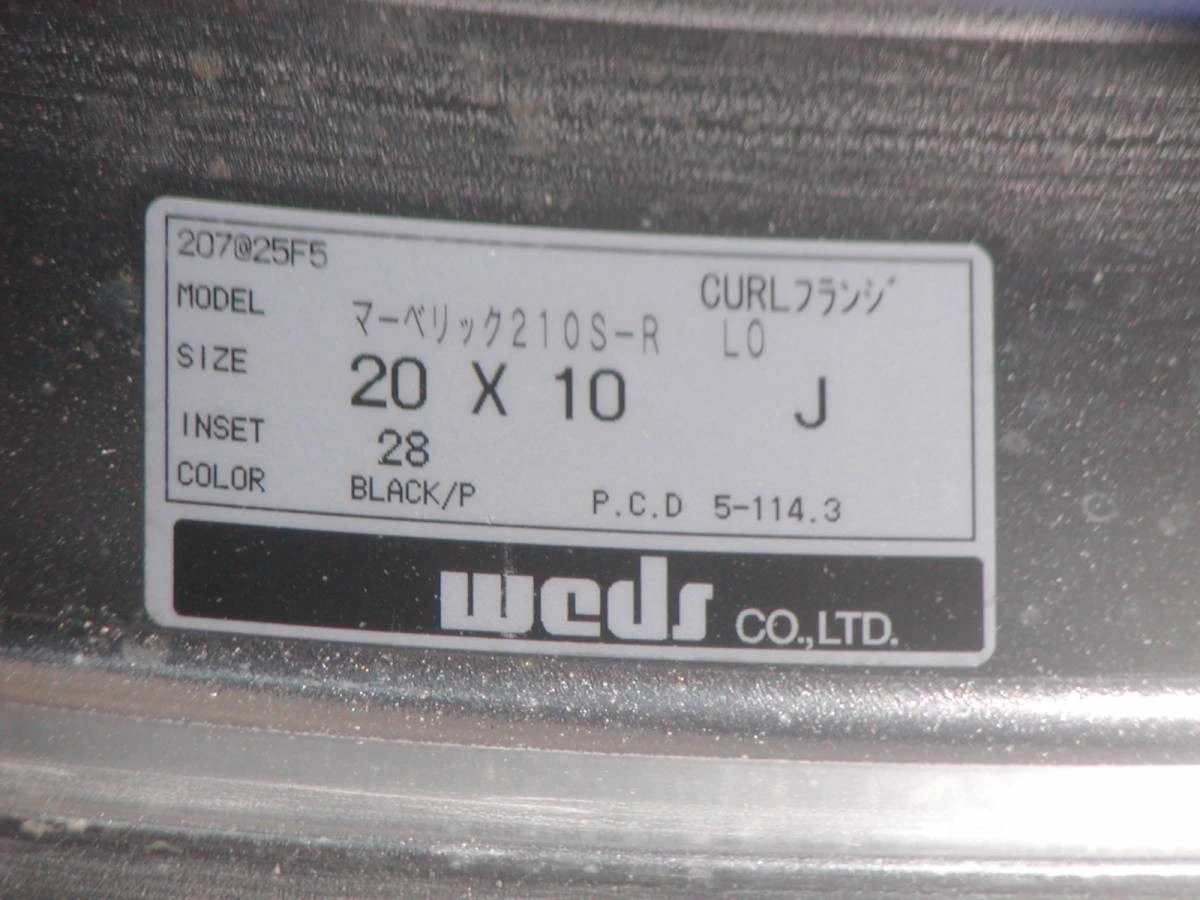 207@25F5
MODEL マーベリック210S-R CURLフランジ
LO
SIZE 20 X 10 J
INSET 28
COLOR BLACK/P P.C.D 5-114.3
weds CO.,LTD.